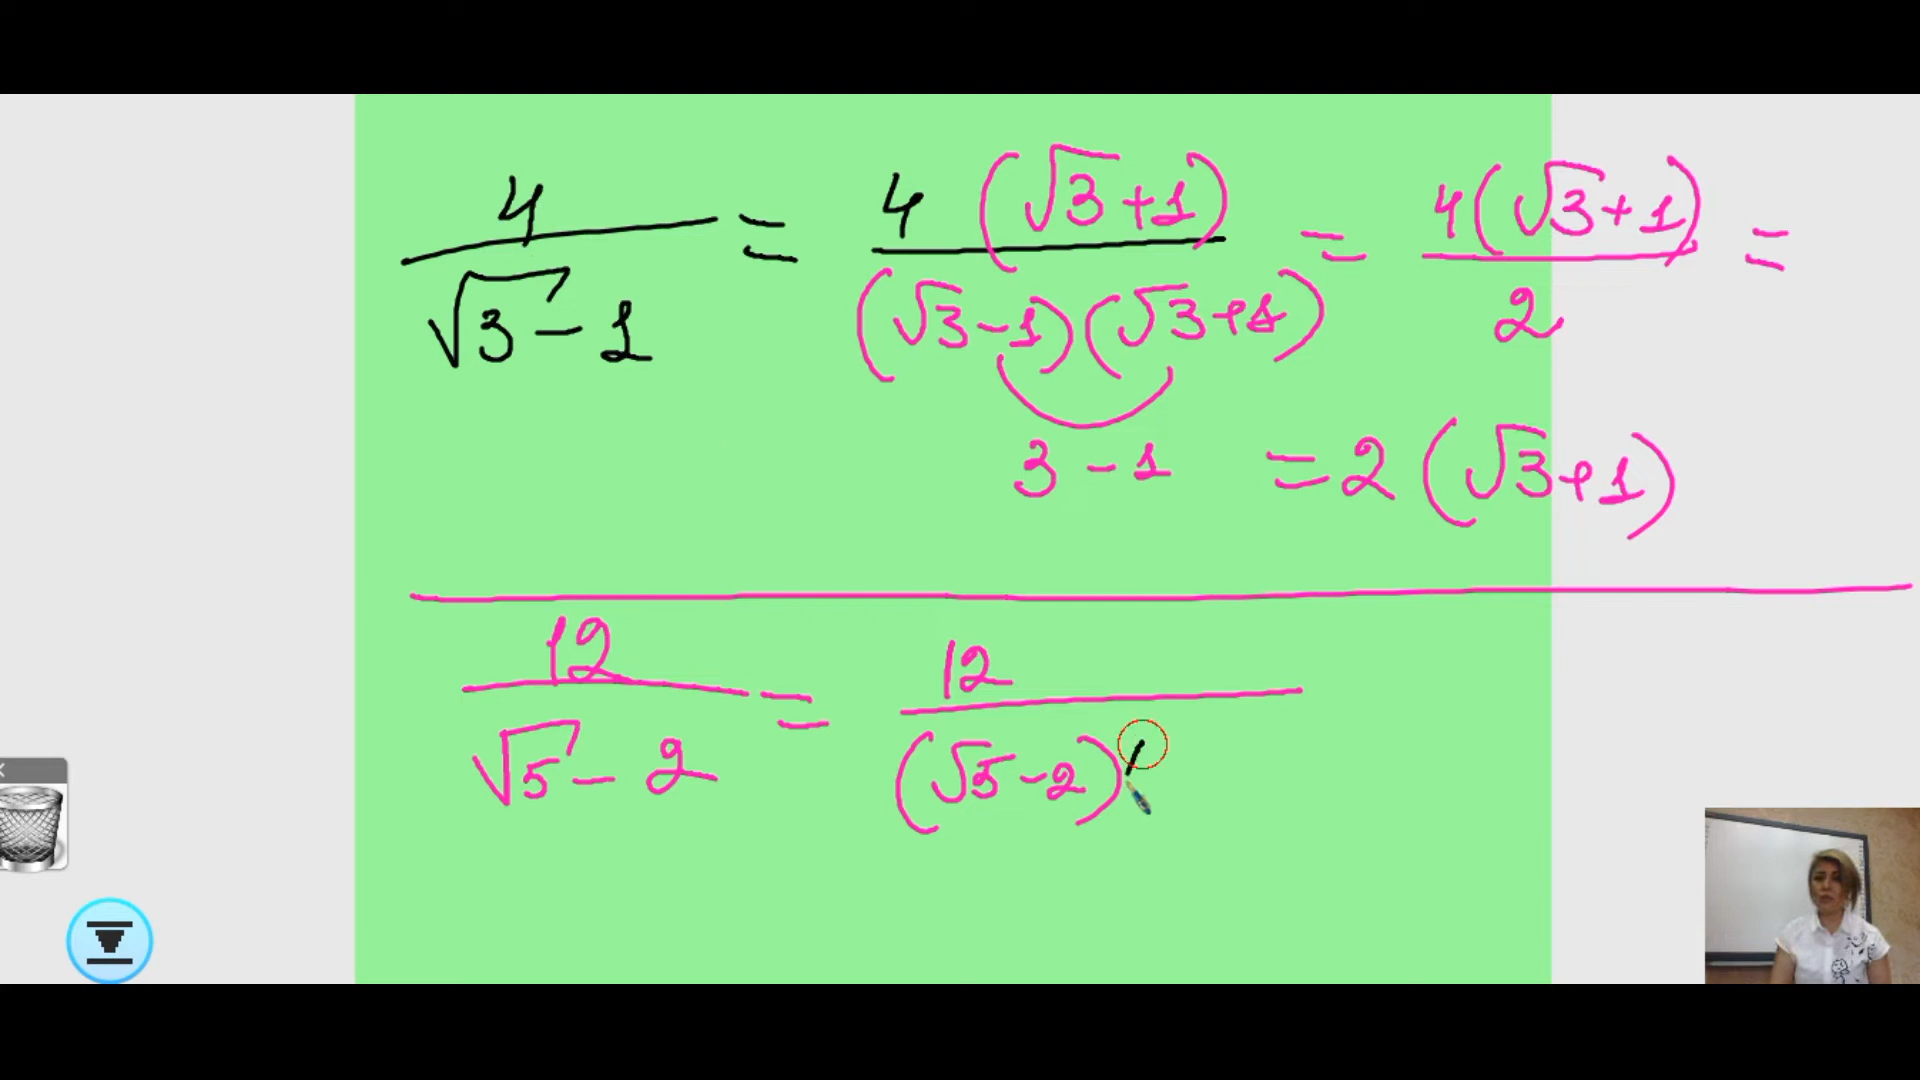 4/(√3 - 1) = 4(√3+1)/((√3-1)(√3+1)) = 4(√3+1)/2 =
3 - 1 = 2(√3+1)
12/(√5 - 2) = 12/((√5-2)